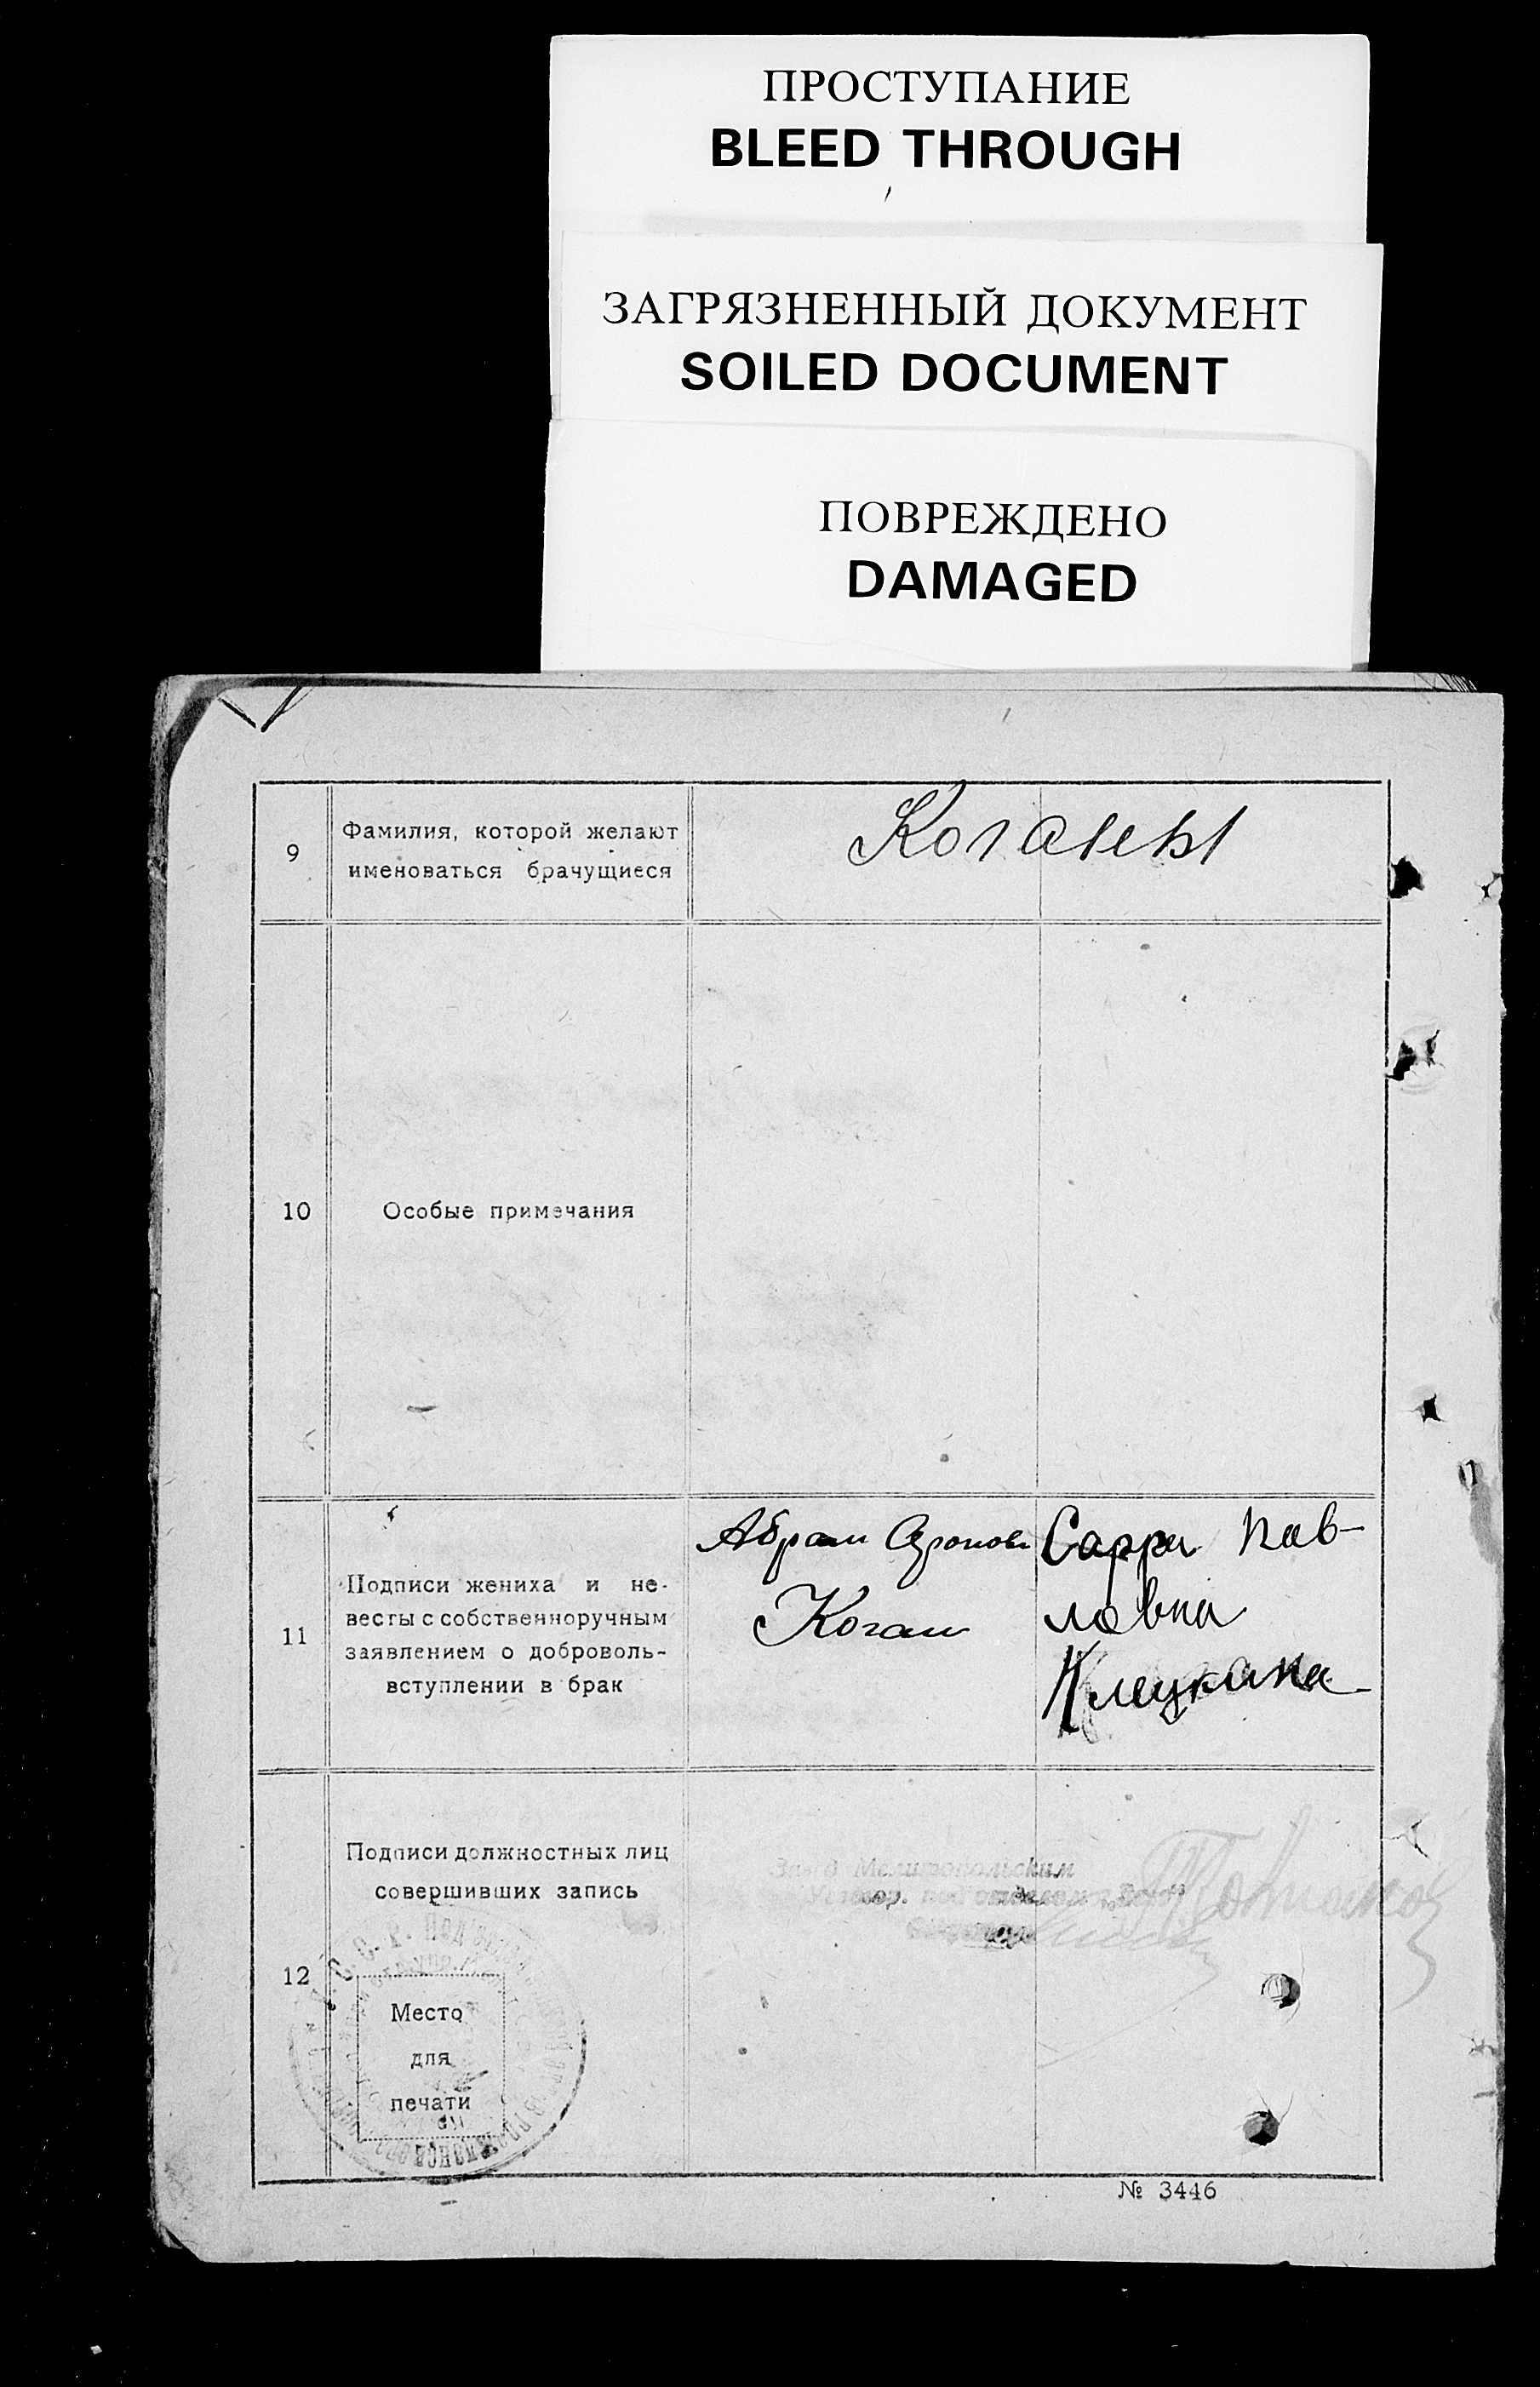 ПРОСТУПАНИЕ
BLEED THROUGH
ЗАГРЯЗНЕННЫЙ ДОКУМЕНТ
SOILED DOCUMENT
ПОВРЕЖДЕНО
DAMAGED
9
Фамилия, которой желают
именоваться брачущиеся
Коганы
10
Особые примечания
11
Подписи жениха и не-
весты с собственноручным
заявлением о доброволь-
вступлении в брак
Абрам
Коган
Сарра Пав-
ловна
Клецкина
12
Подписи должностных лиц
совершивших запись
Место
для
печати
№ 3446